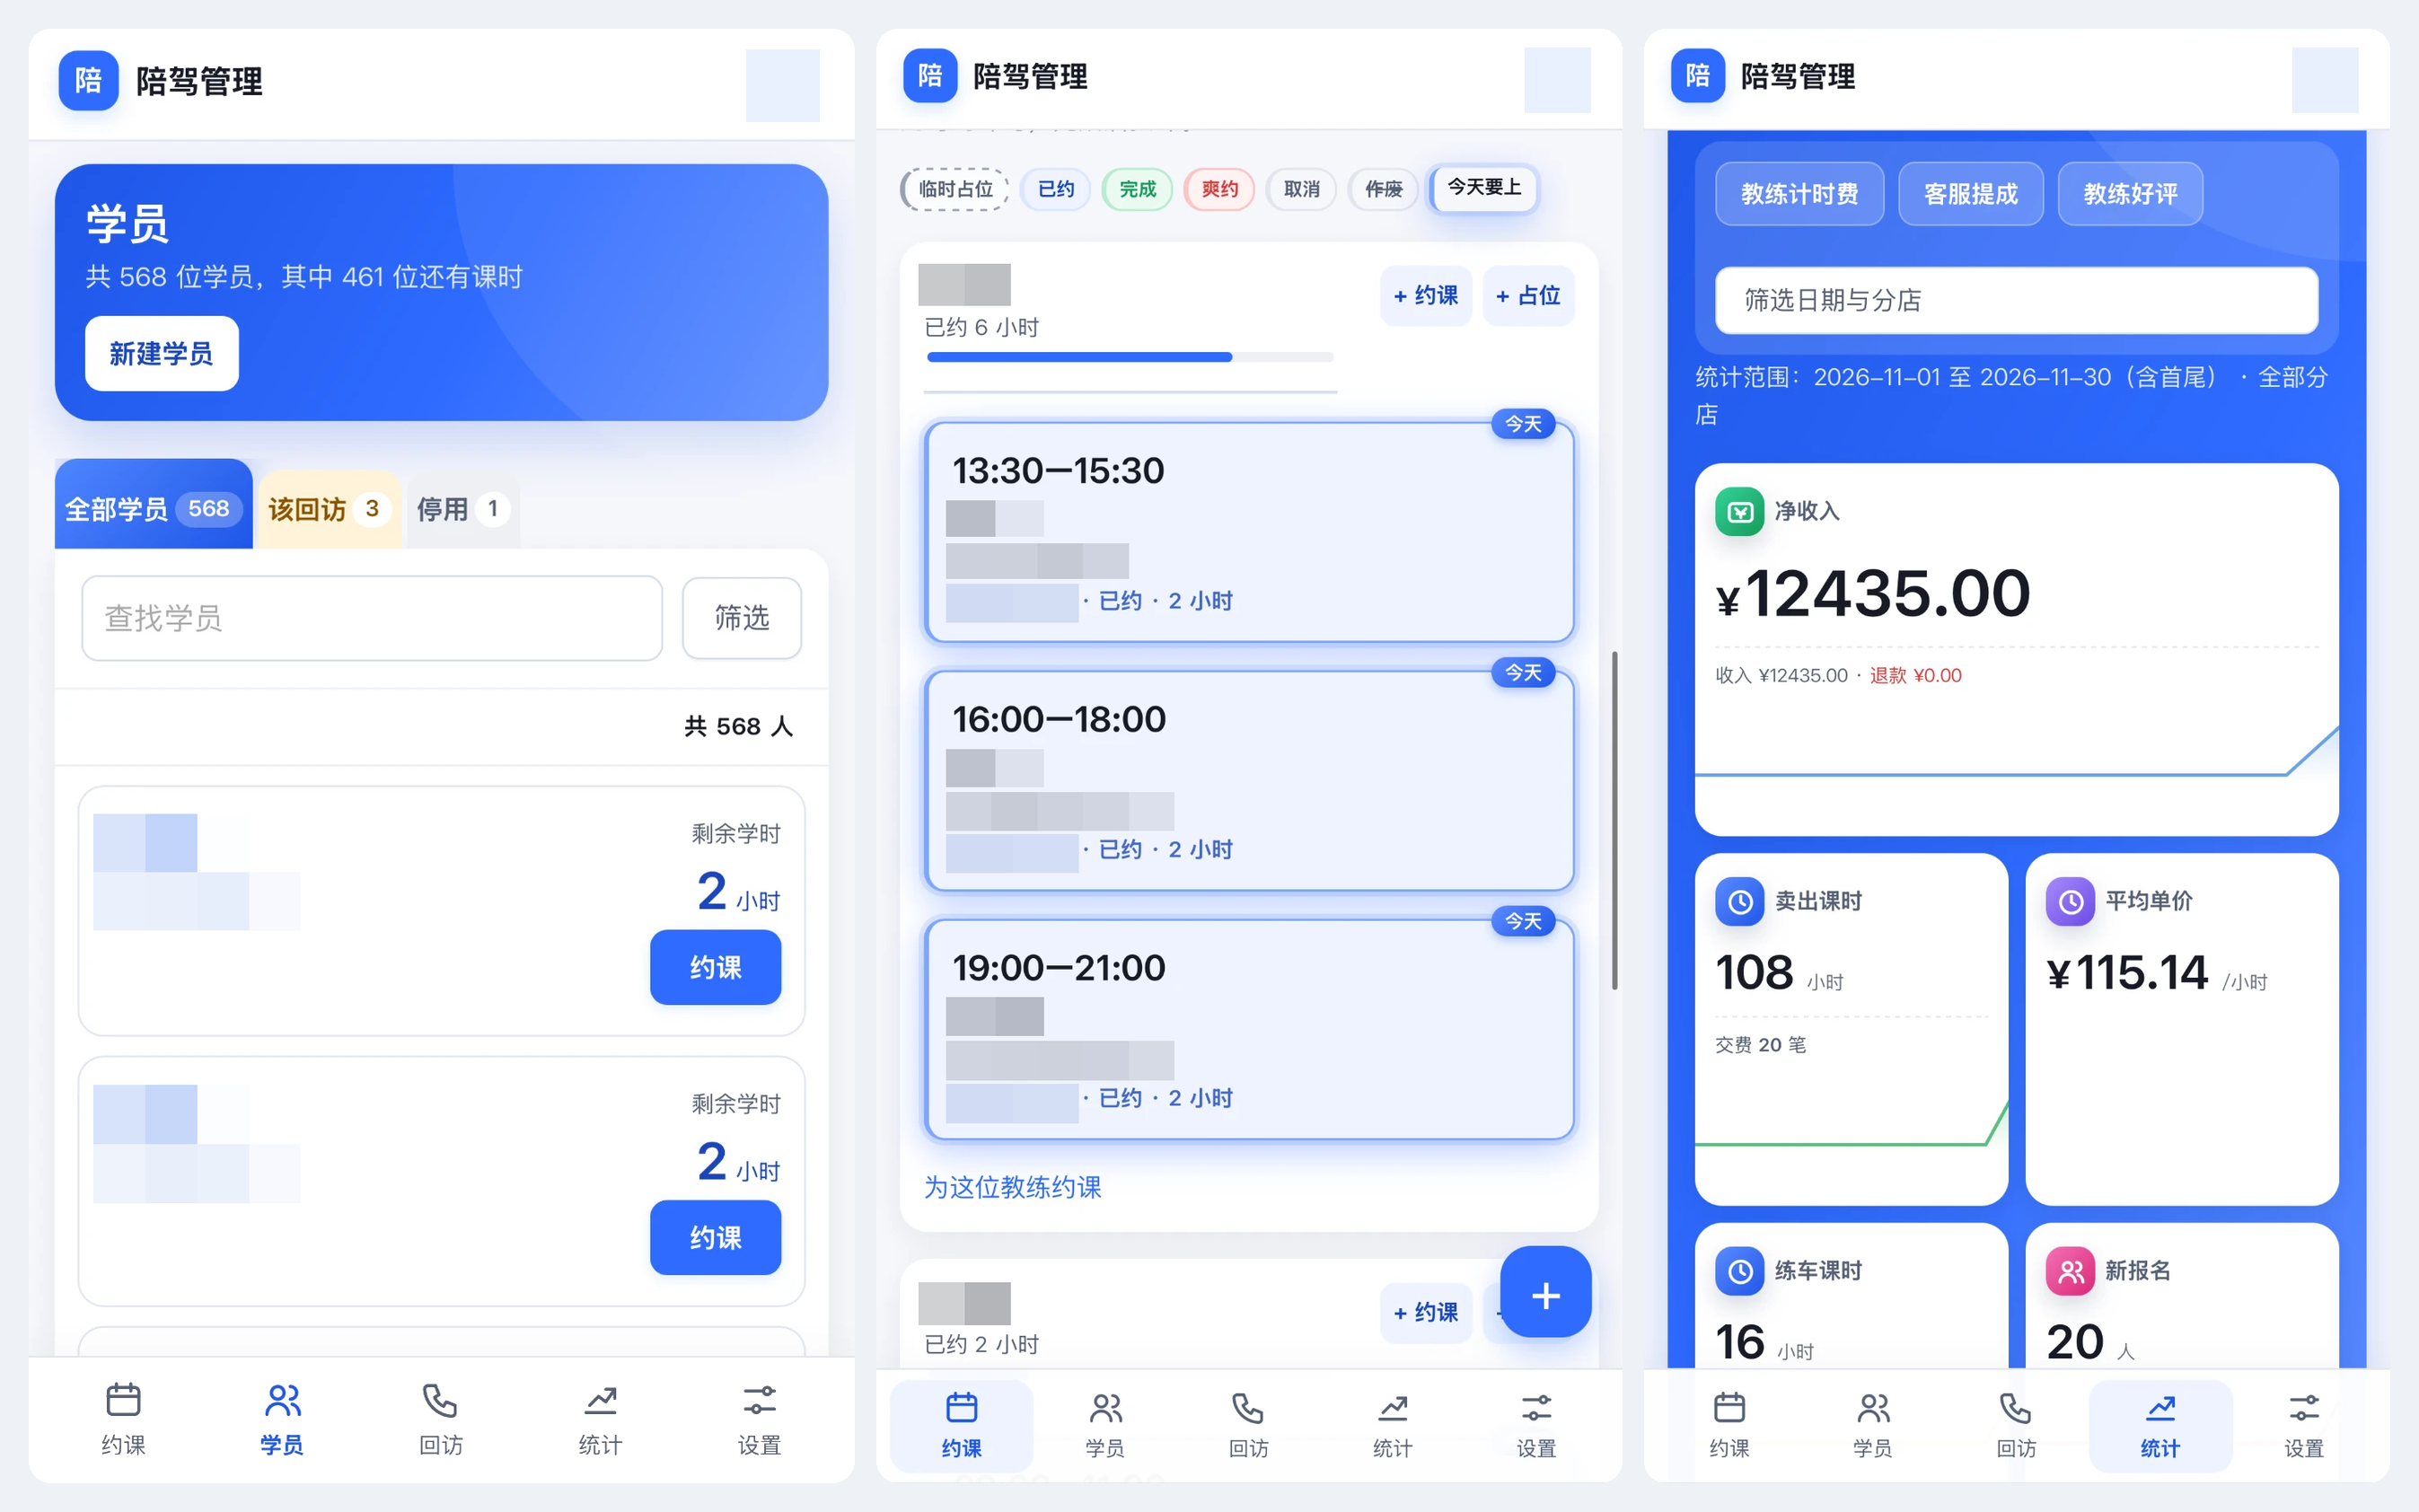 陪 陪驾管理
学员
共 568 位学员，其中 461 位还有课时
新建学员
全部学员 568 该回访 3 停用 1
查找学员 筛选
共 568 人
剩余学时
2 小时
约课
剩余学时
2 小时
约课
约课 学员 回访 统计 设置
陪 陪驾管理
临时占位 已约 完成 爽约 取消 作废 今天要上
+ 约课 + 占位
已约 6 小时
今天
13:30—15:30
· 已约 · 2 小时
今天
16:00—18:00
· 已约 · 2 小时
今天
19:00—21:00
· 已约 · 2 小时
为这位教练约课
+ 约课
+
已约 2 小时
约课 学员 回访 统计 设置
陪 陪驾管理
教练计时费 客服提成 教练好评
筛选日期与分店
统计范围：2026-11-01 至 2026-11-30（含首尾） · 全部分
店
净收入
¥12435.00
收入 ¥12435.00 · 退款 ¥0.00
卖出课时
108 小时
交费 20 笔
平均单价
¥115.14 /小时
练车课时
16 小时
新报名
20 人
约课 学员 回访 统计 设置